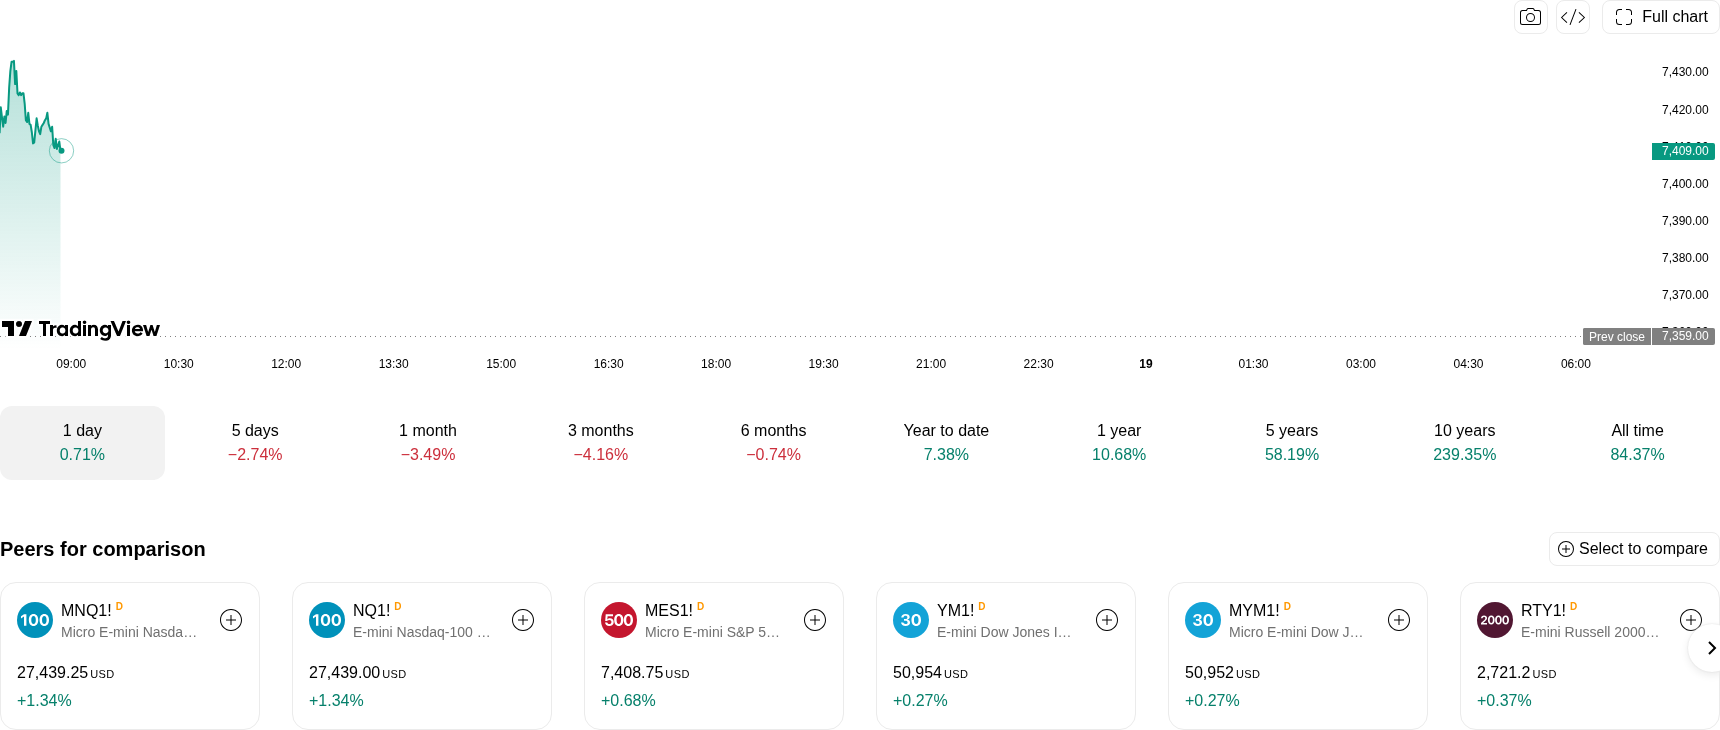 Full chart
7,430.00
7,420.00
7,409.00
7,400.00
7,390.00
7,380.00
7,370.00
TradingView
Prev close 7,359.00
09:00 10:30 12:00 13:30 15:00 16:30 18:00 19:30 21:00 22:30 19 01:30 03:00 04:30 06:00
1 day 5 days 1 month 3 months 6 months Year to date 1 year 5 years 10 years All time
0.71% −2.74% −3.49% −4.16% −0.74% 7.38% 10.68% 58.19% 239.35% 84.37%
Peers for comparison
Select to compare
100 MNQ1! D
Micro E-mini Nasda…
27,439.25 USD
+1.34%
100 NQ1! D
E-mini Nasdaq-100 …
27,439.00 USD
+1.34%
500 MES1! D
Micro E-mini S&P 5…
7,408.75 USD
+0.68%
30 YM1! D
E-mini Dow Jones I…
50,954 USD
+0.27%
30 MYM1! D
Micro E-mini Dow J…
50,952 USD
+0.27%
2000 RTY1! D
E-mini Russell 2000…
2,721.2 USD
+0.37%